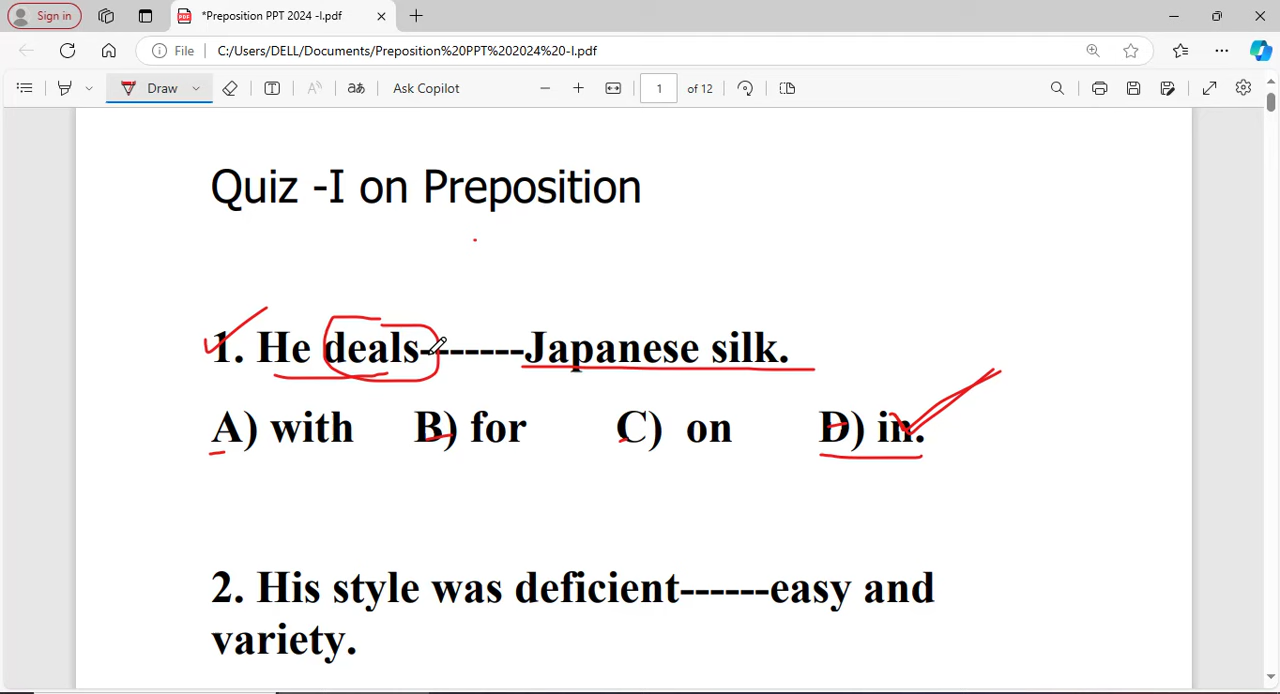 Sign in
*Preposition PPT 2024 -I.pdf
File C:/Users/DELL/Documents/Preposition%20PPT%202024%20-I.pdf
Draw aあ Ask Copilot 1 of 12
Quiz -I on Preposition
1. He deals-------Japanese silk.
A) with B) for C) on D) in.
2. His style was deficient------easy and
variety.